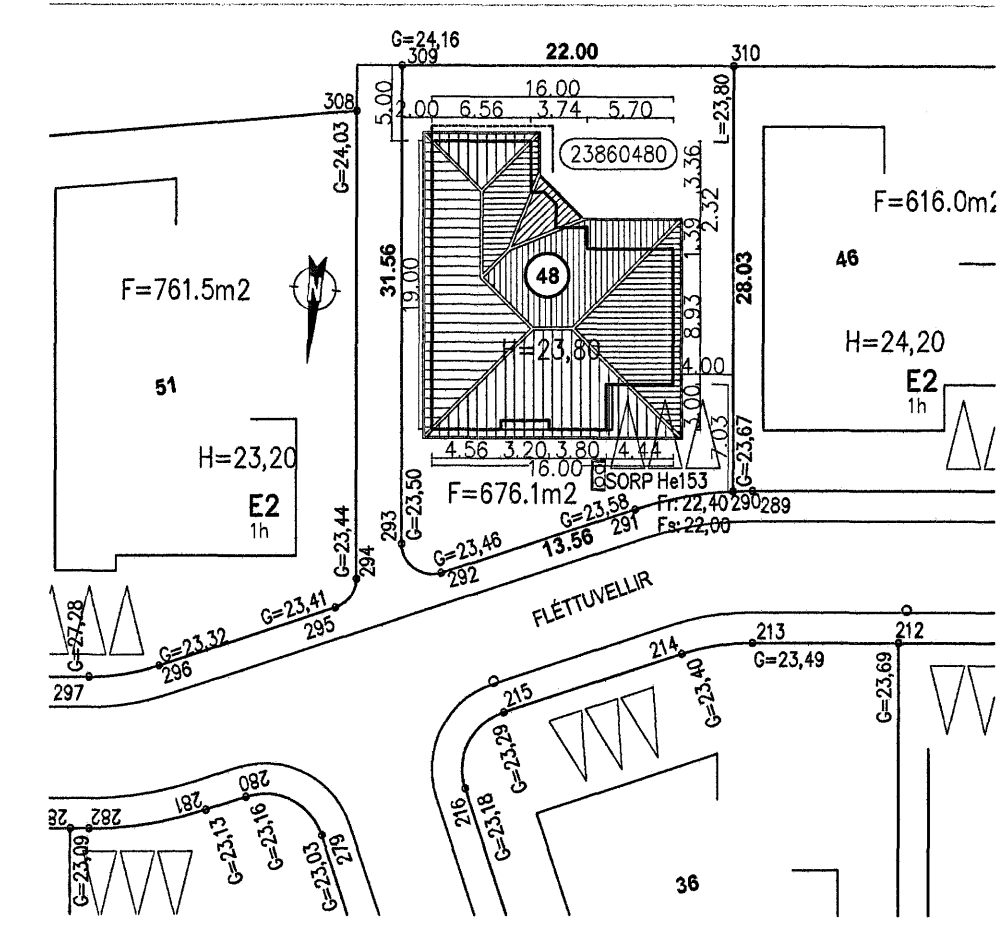 G=24,16
309
22.00
310
16.00
2.00 6.56 3.74 5.70
5.00
308
L=23,80
G=24,03
23860480
3.36
2.32
1.39
F=616.0m2
46
48
31.56
19.00
28.03
F=761.5m2
N
8.93
H=23,80
H=24,20
4.00
E2
1h
51
3.00
7.03
G=23,67
4.56 3.20 3.80 4.44
16.00
H=23,20
SORP He153
F=676.1m2
Fr: 22,40
290
289
Fs: 22,00
E2
1h
G=23,50
293
G=23,58
291
13.56
G=23,44
294
G=23,46
292
FLÉTTUVELLIR
G=23,41
295
G=27,28
G=23,32
296
297
213
212
214
G=23,49
G=23,69
G=23,40
215
G=23,29
216
G=23,18
280
281
282
G=23,16
G=23,13
G=23,09
G=23,03
279
36